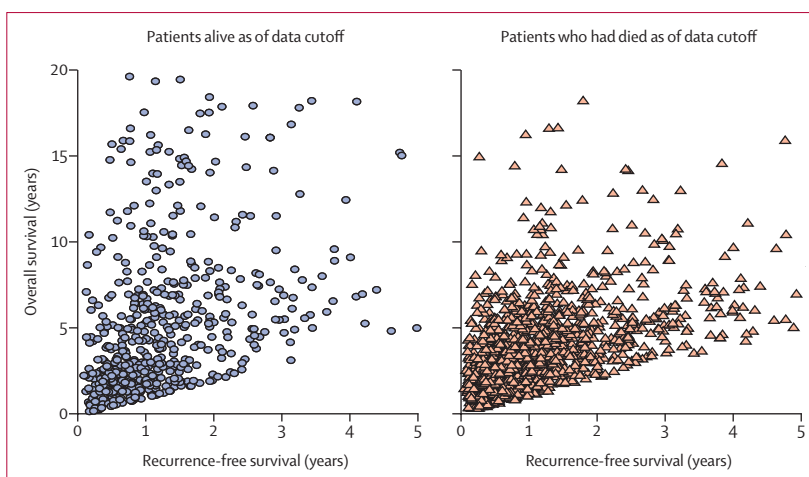 Patients alive as of data cutoff
Patients who had died as of data cutoff
20
15
10
5
0
Overall survival (years)
0 1 2 3 4 5
0 1 2 3 4 5
Recurrence-free survival (years)
Recurrence-free survival (years)